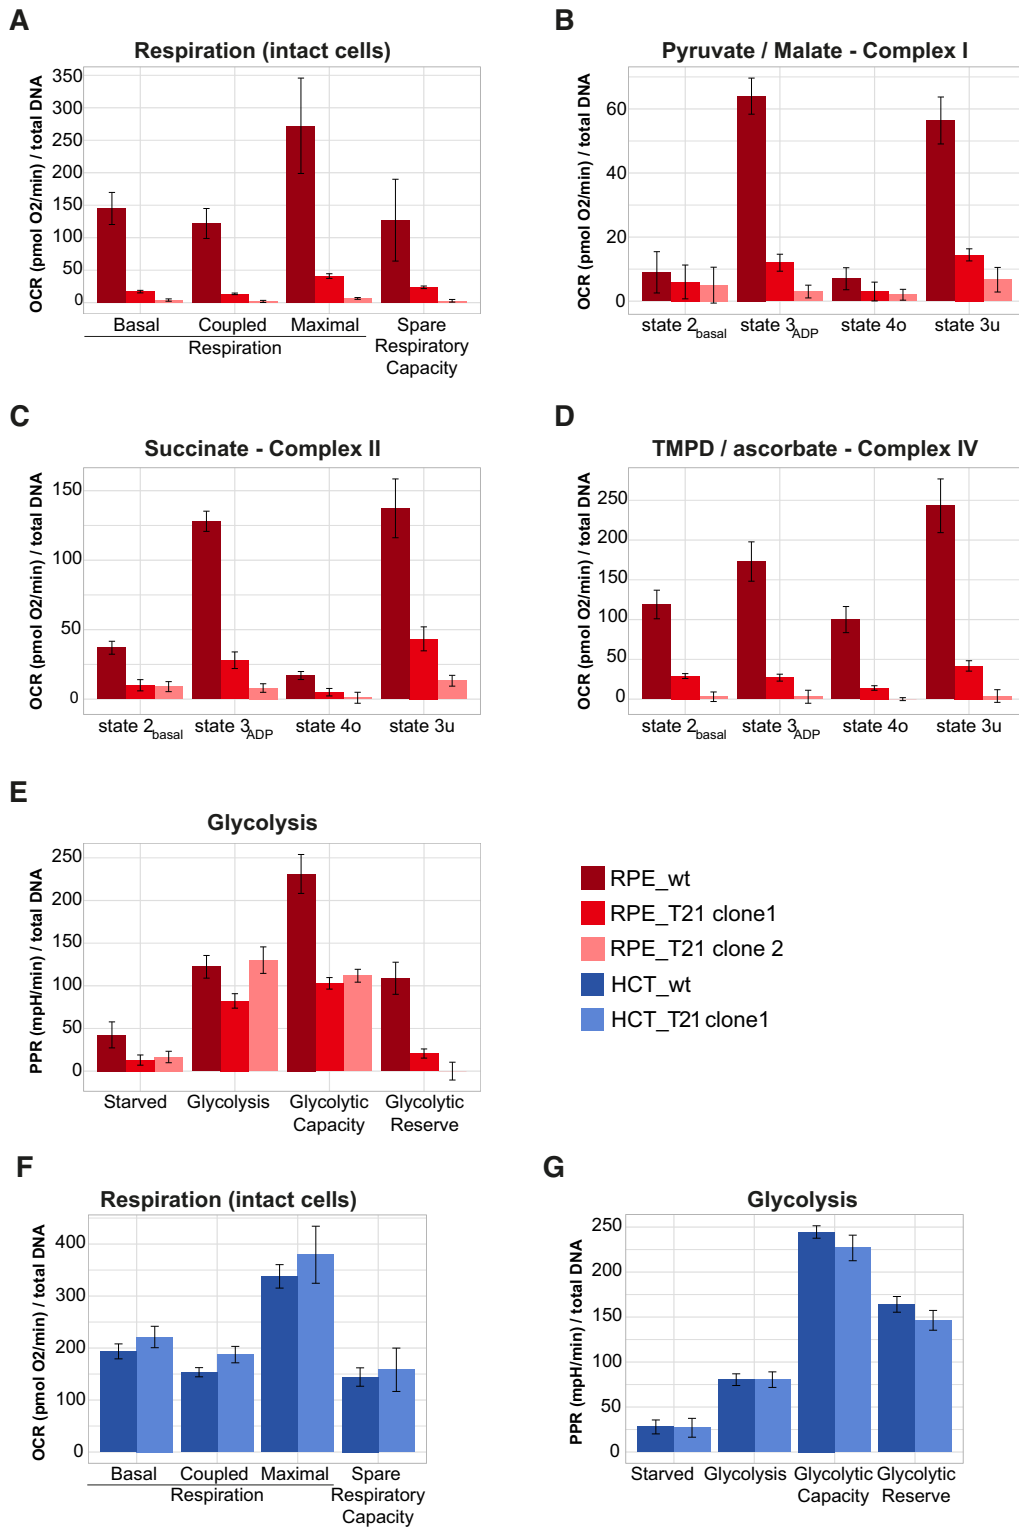 A
Respiration (intact cells)
OCR (pmol O2/min) / total DNA
350
300
250
200
150
100
50
0
Basal
Coupled
Maximal
Spare
Respiratory
Capacity
Respiration
B
Pyruvate / Malate - Complex I
OCR (pmol O2/min) / total DNA
60
40
20
0
state 2basal
state 3ADP
state 4o
state 3u
C
Succinate - Complex II
OCR (pmol O2/min) / total DNA
150
100
50
0
state 2basal
state 3ADP
state 4o
state 3u
D
TMPD / ascorbate - Complex IV
OCR (pmol O2/min) / total DNA
250
200
150
100
50
0
state 2basal
state 3ADP
state 4o
state 3u
E
Glycolysis
PPR (mpH/min) / total DNA
250
200
150
100
50
0
Starved
Glycolysis
Glycolytic
Capacity
Glycolytic
Reserve
RPE_wt
RPE_T21 clone1
RPE_T21 clone 2
HCT_wt
HCT_T21 clone1
F
Respiration (intact cells)
OCR (pmol O2/min) / total DNA
400
300
200
100
0
Basal
Coupled
Maximal
Spare
Respiratory
Capacity
Respiration
G
Glycolysis
PPR (mpH/min) / total DNA
250
200
150
100
50
0
Starved
Glycolysis
Glycolytic
Capacity
Glycolytic
Reserve